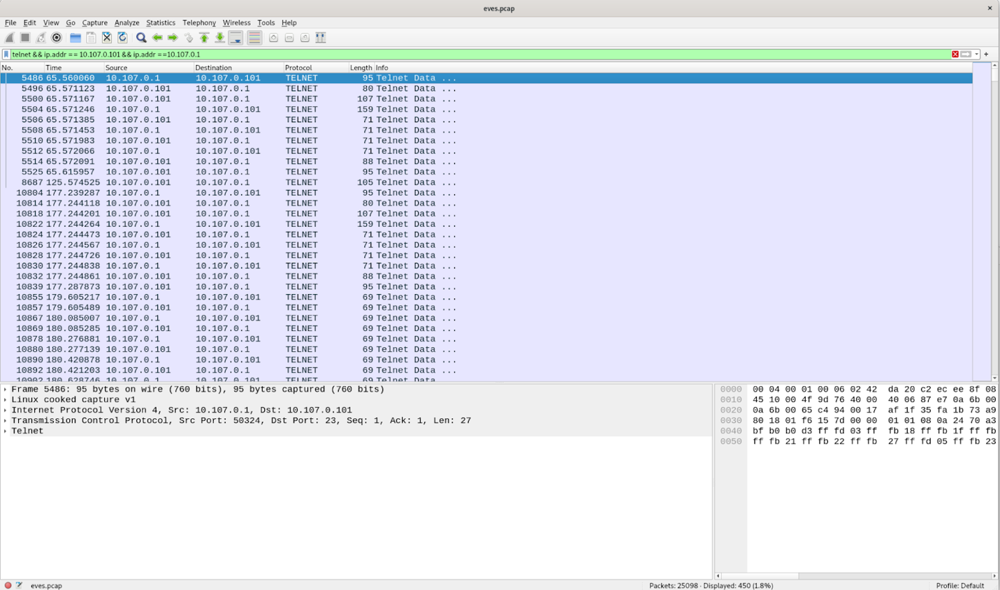 eves.pcap
File Edit View Go Capture Analyze Statistics Telephony Wireless Tools Help
telnet && ip.addr == 10.107.0.101 && ip.addr ==10.107.0.1
No. Time Source Destination Protocol Length Info
5486 65.560060 10.107.0.1 10.107.0.101 TELNET 95 Telnet Data ...
5496 65.571123 10.107.0.101 10.107.0.1 TELNET 80 Telnet Data ...
5500 65.571167 10.107.0.101 10.107.0.1 TELNET 107 Telnet Data ...
5504 65.571246 10.107.0.1 10.107.0.101 TELNET 159 Telnet Data ...
5506 65.571385 10.107.0.101 10.107.0.1 TELNET 71 Telnet Data ...
5508 65.571453 10.107.0.1 10.107.0.101 TELNET 71 Telnet Data ...
5510 65.571983 10.107.0.101 10.107.0.1 TELNET 71 Telnet Data ...
5512 65.572066 10.107.0.1 10.107.0.101 TELNET 71 Telnet Data ...
5514 65.572091 10.107.0.101 10.107.0.1 TELNET 88 Telnet Data ...
5525 65.615957 10.107.0.101 10.107.0.1 TELNET 95 Telnet Data ...
8687 125.574525 10.107.0.101 10.107.0.1 TELNET 105 Telnet Data ...
10804 177.239287 10.107.0.1 10.107.0.101 TELNET 95 Telnet Data ...
10814 177.244118 10.107.0.101 10.107.0.1 TELNET 80 Telnet Data ...
10818 177.244201 10.107.0.101 10.107.0.1 TELNET 107 Telnet Data ...
10822 177.244264 10.107.0.1 10.107.0.101 TELNET 159 Telnet Data ...
10824 177.244473 10.107.0.101 10.107.0.1 TELNET 71 Telnet Data ...
10826 177.244567 10.107.0.1 10.107.0.101 TELNET 71 Telnet Data ...
10828 177.244726 10.107.0.101 10.107.0.1 TELNET 71 Telnet Data ...
10830 177.244838 10.107.0.1 10.107.0.101 TELNET 71 Telnet Data ...
10832 177.244861 10.107.0.101 10.107.0.1 TELNET 88 Telnet Data ...
10839 177.287873 10.107.0.101 10.107.0.1 TELNET 95 Telnet Data ...
10855 179.605217 10.107.0.1 10.107.0.101 TELNET 69 Telnet Data ...
10857 179.605489 10.107.0.101 10.107.0.1 TELNET 69 Telnet Data ...
10867 180.085007 10.107.0.1 10.107.0.101 TELNET 69 Telnet Data ...
10869 180.085285 10.107.0.101 10.107.0.1 TELNET 69 Telnet Data ...
10878 180.276881 10.107.0.1 10.107.0.101 TELNET 69 Telnet Data ...
10880 180.277139 10.107.0.101 10.107.0.1 TELNET 69 Telnet Data ...
10890 180.420878 10.107.0.1 10.107.0.101 TELNET 69 Telnet Data ...
10892 180.421203 10.107.0.101 10.107.0.1 TELNET 69 Telnet Data ...
10902 180.628746 10.107.0.1 10.107.0.101 TELNET 69 Telnet Data ...
Frame 5486: 95 bytes on wire (760 bits), 95 bytes captured (760 bits)
Linux cooked capture v1
Internet Protocol Version 4, Src: 10.107.0.1, Dst: 10.107.0.101
Transmission Control Protocol, Src Port: 50324, Dst Port: 23, Seq: 1, Ack: 1, Len: 27
Telnet
0000 00 04 00 01 00 06 02 42 da 20 c2 ec ee 8f 08
0010 45 10 00 4f 9d 76 40 00 40 06 87 e7 0a 6b 00
0020 0a 6b 00 65 c4 94 00 17 af 1f 35 fa 1b 73 a9
0030 80 18 01 f6 15 7d 00 00 01 01 08 0a 24 70 a3
0040 bf b0 b0 d3 ff fd 03 ff fb 18 ff fb 1f ff fb
0050 ff fb 21 ff fb 22 ff fb 27 ff fd 05 ff fb 23
eves.pcap Packets: 25098 · Displayed: 450 (1.8%) Profile: Default